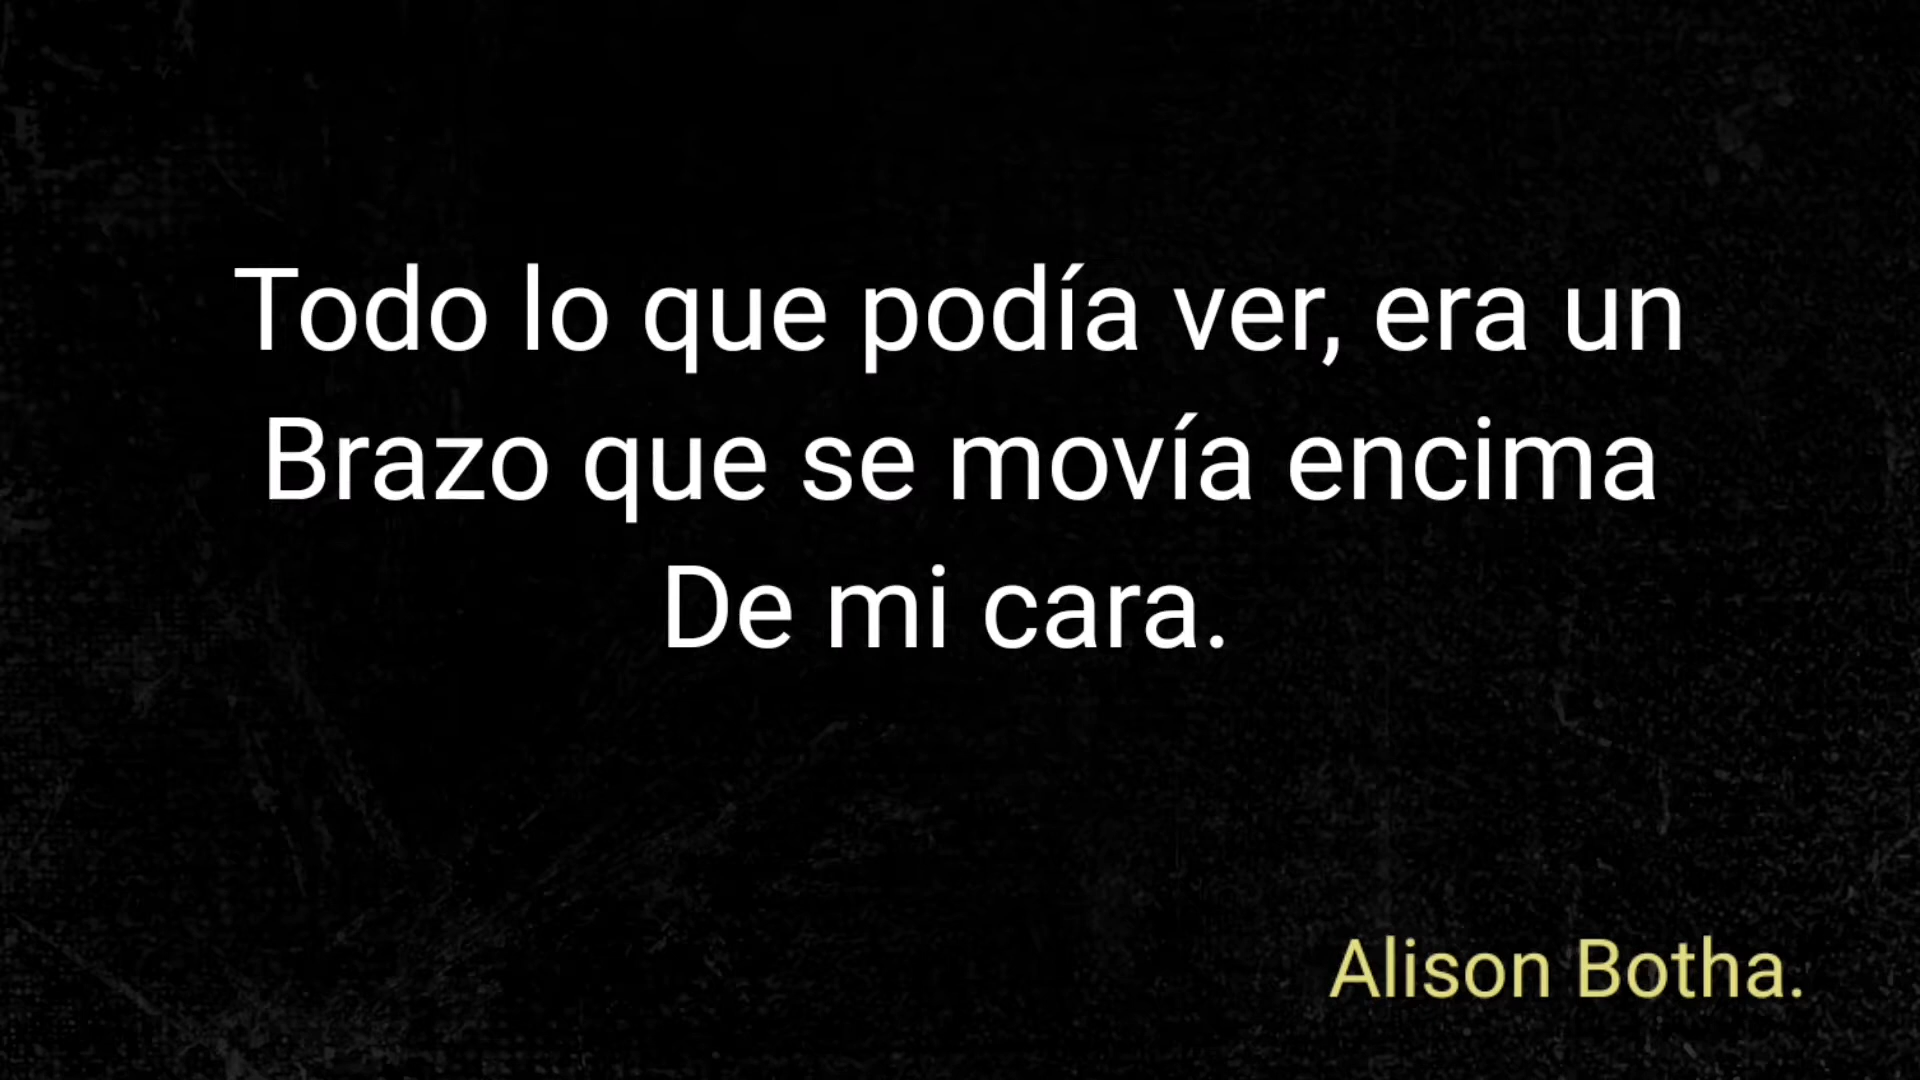 Todo lo que podía ver, era un
Brazo que se movía encima
De mi cara.
Alison Botha.